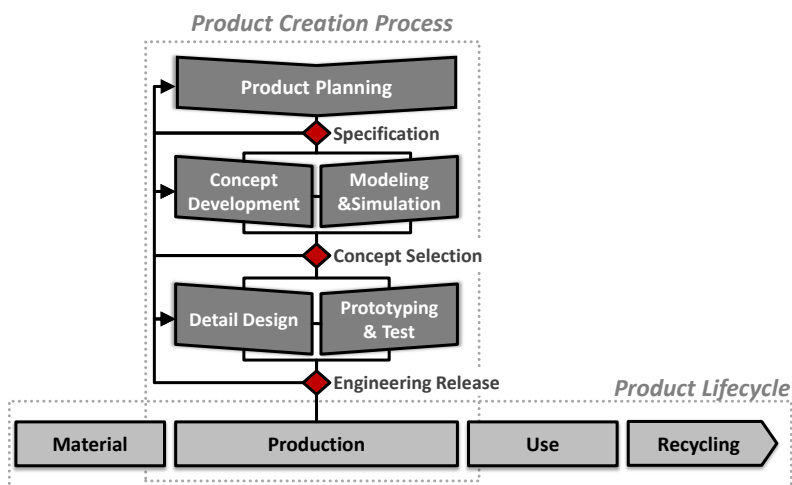 Product Creation Process
Product Planning
Specification
Concept
Development
Modeling
&Simulation
Concept Selection
Detail Design
Prototyping
& Test
Engineering Release
Product Lifecycle
Material
Production
Use
Recycling